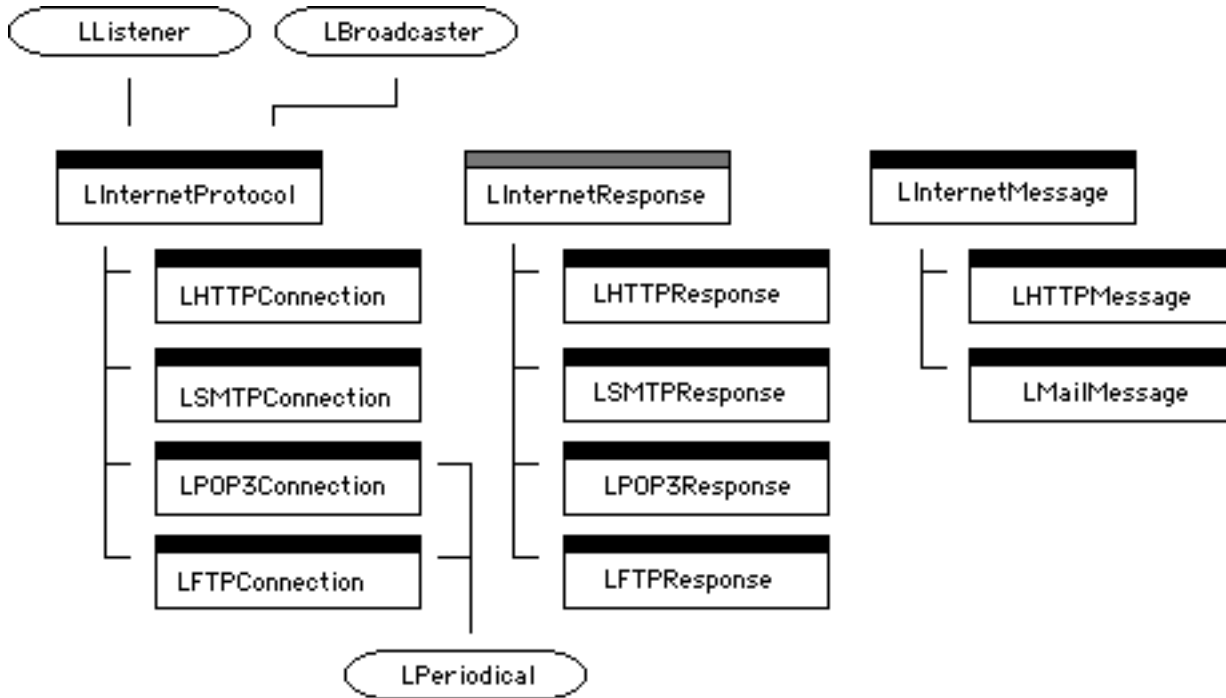 LListener
LBroadcaster
LInternetProtocol
LInternetResponse
LInternetMessage
LHTTPConnection
LHTTPResponse
LHTTPMessage
LSMTPConnection
LSMTPResponse
LMailMessage
LPOP3Connection
LPOP3Response
LFTPConnection
LFTPResponse
LPeriodical